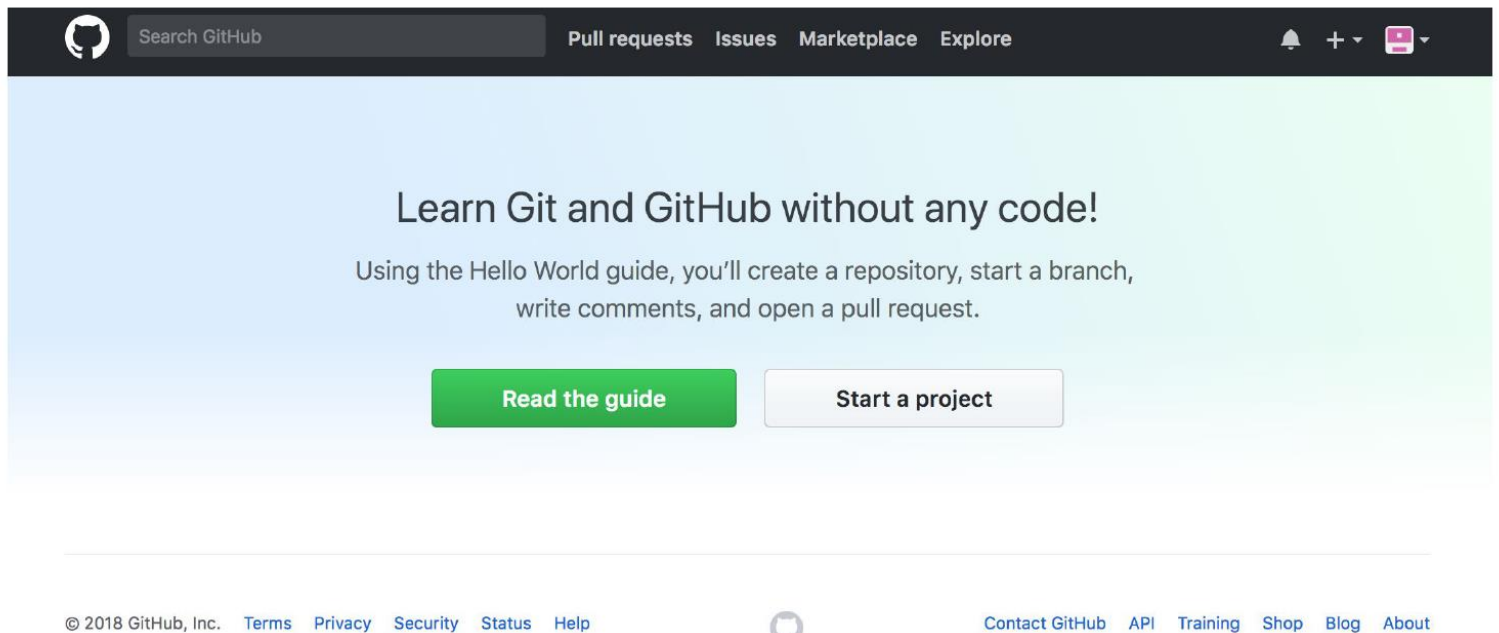 Search GitHub Pull requests Issues Marketplace Explore
Learn Git and GitHub without any code!
Using the Hello World guide, you’ll create a repository, start a branch,
write comments, and open a pull request.
Read the guide Start a project
© 2018 GitHub, Inc. Terms Privacy Security Status Help Contact GitHub API Training Shop Blog About